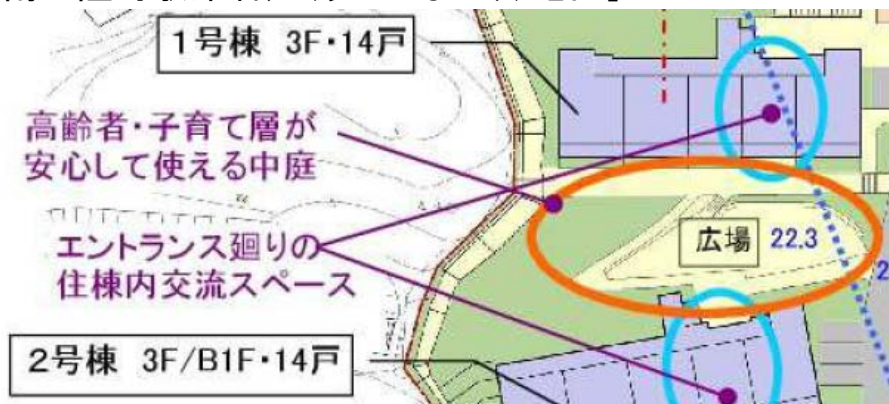 1号棟 3F・14戸
高齢者・子育て層が
安心して使える中庭
広場 22.3
エントランス廻りの
住棟内交流スペース
2号棟 3F/B1F・14戸